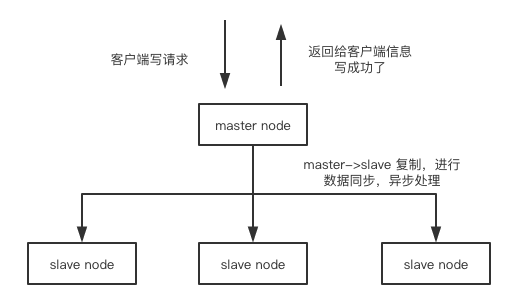 客户端写请求
返回给客户端信息
写成功了
master node
master->slave 复制，进行
数据同步，异步处理
slave node
slave node
slave node